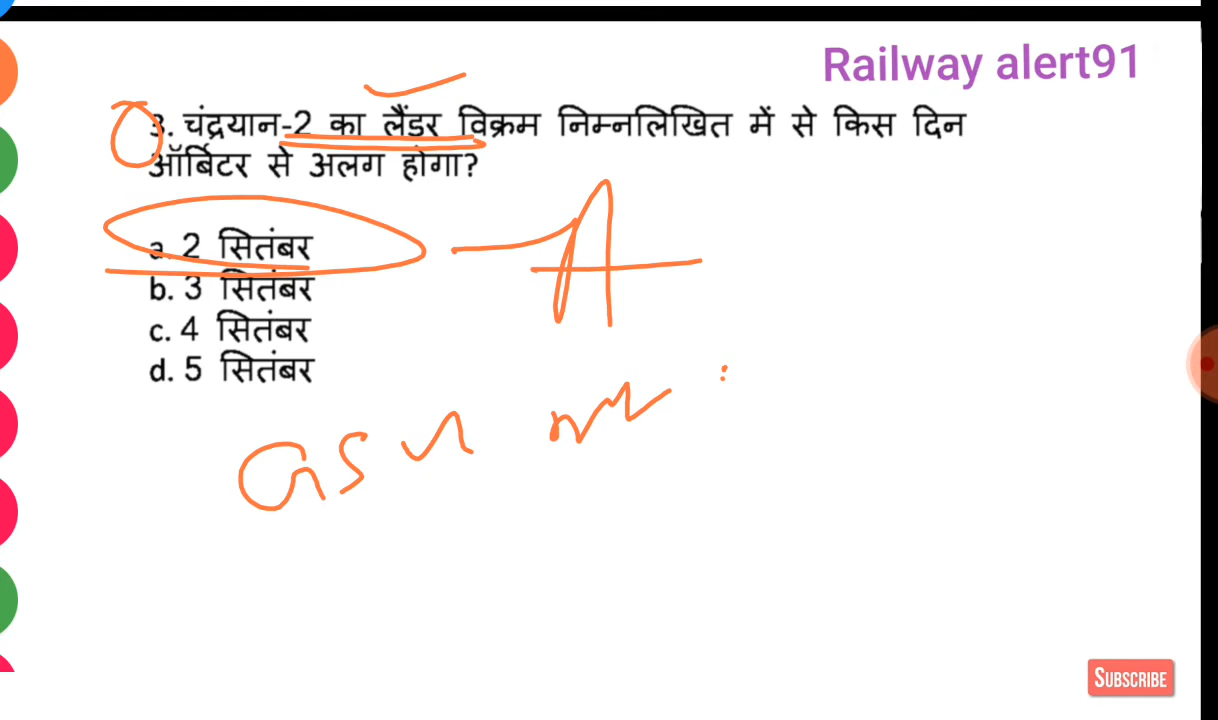 Railway alert91
3. चंद्रयान-2 का लैंडर विक्रम निम्नलिखित में से किस दिन
ऑर्बिटर से अलग होगा?
a. 2 सितंबर
A
b. 3 सितंबर
c. 4 सितंबर
d. 5 सितंबर
SUBSCRIBE